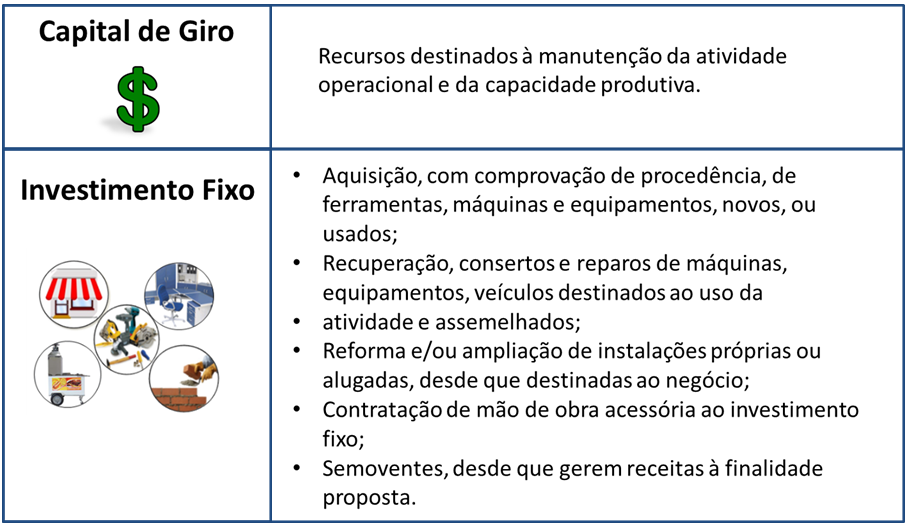 Capital de Giro
Recursos destinados à manutenção da atividade
operacional e da capacidade produtiva.
Investimento Fixo
• Aquisição, com comprovação de procedência, de
ferramentas, máquinas e equipamentos, novos, ou
usados;
• Recuperação, consertos e reparos de máquinas,
equipamentos, veículos destinados ao uso da
• atividade e assemelhados;
• Reforma e/ou ampliação de instalações próprias ou
alugadas, desde que destinadas ao negócio;
• Contratação de mão de obra acessória ao investimento
fixo;
• Semoventes, desde que gerem receitas à finalidade
proposta.